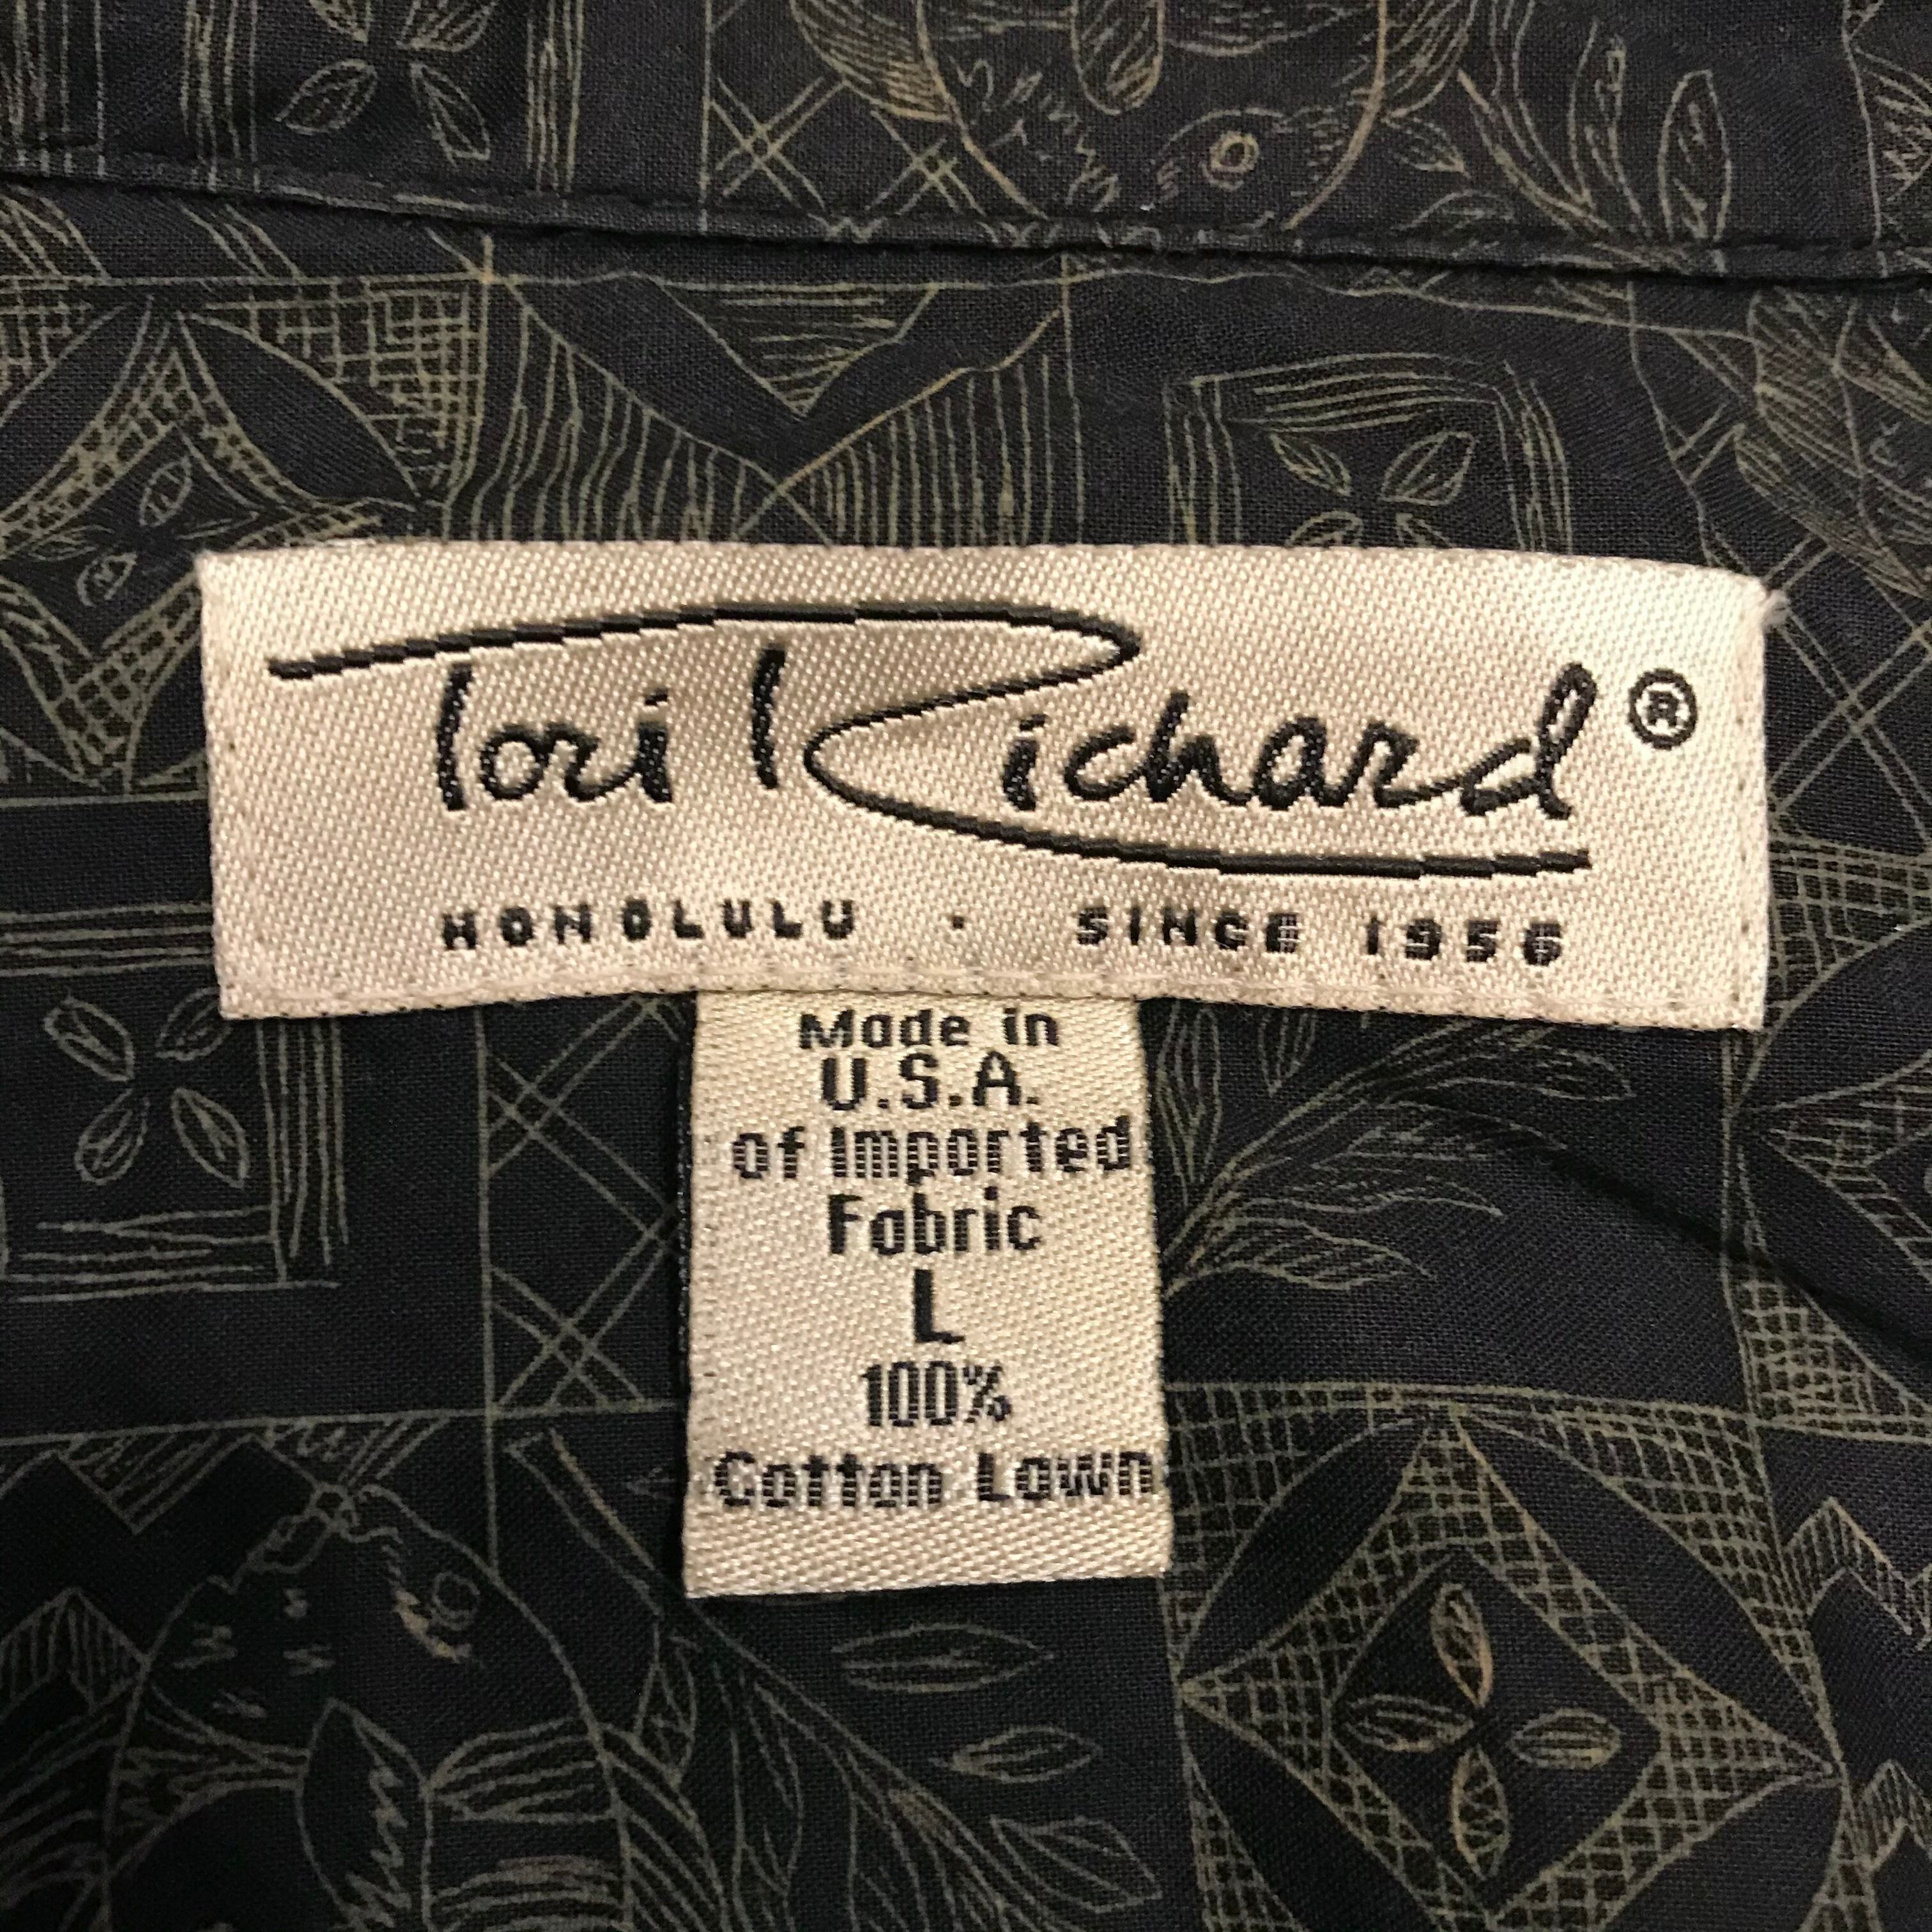 Tori Richard ®
HONOLULU · SINCE 1956
Made in
U.S.A.
of Imported
Fabric
L
100%
Cotton Lawn